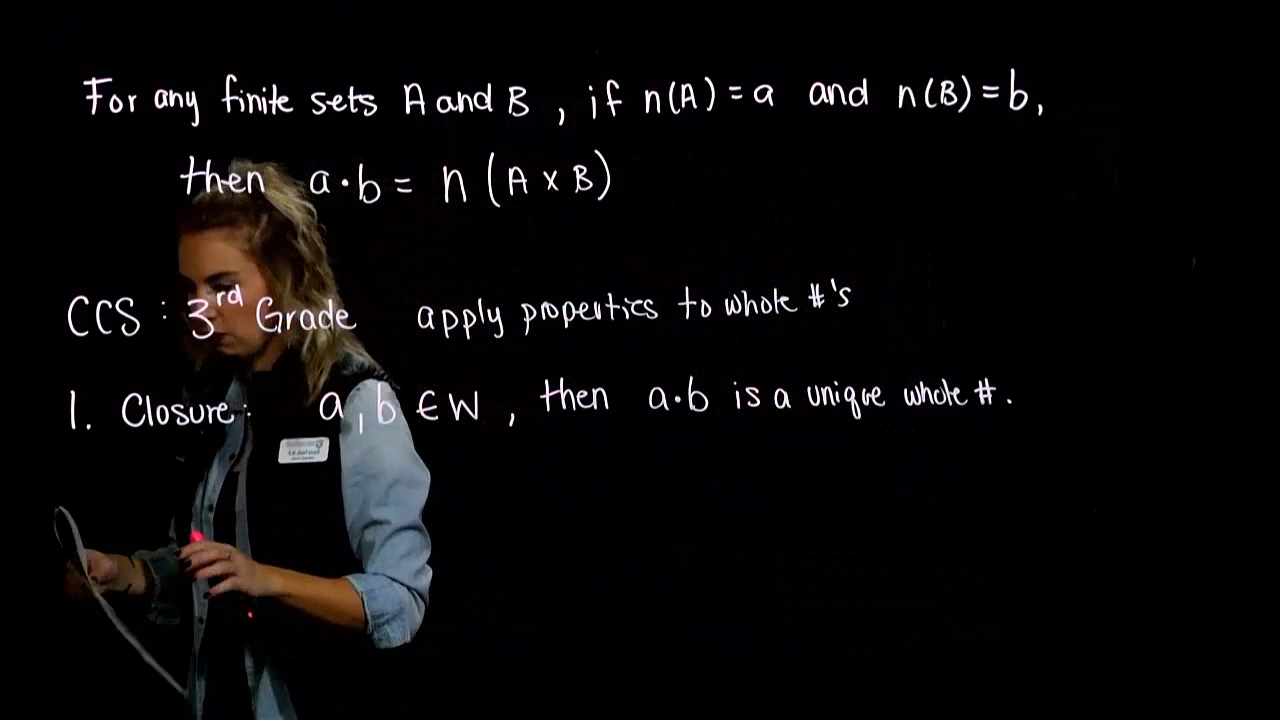 For any finite sets A and B, if n(A) = a and n(B) = b,
then a·b = n(A × B)
CCS: 3rd Grade apply properties to whole #'s
1. Closure: a, b ∈ W, then a·b is a unique whole #.